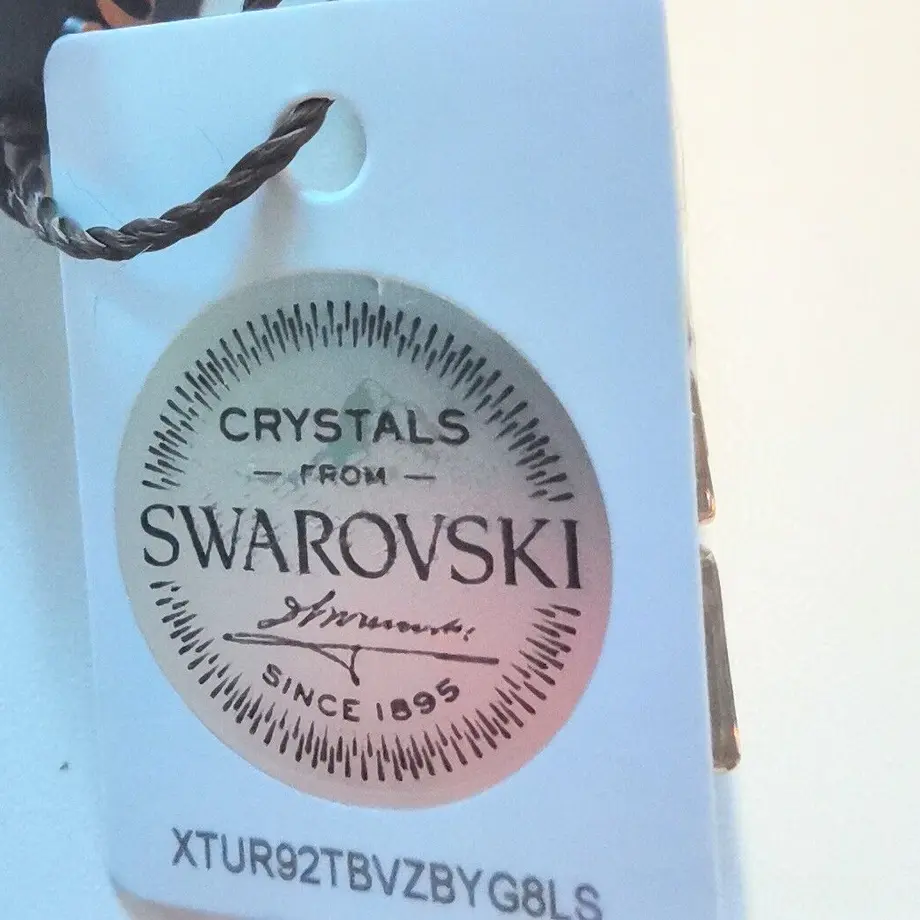 CRYSTALS
— FROM —
SWAROVSKI
SINCE 1895
XTUR92TBVZBYG8LS